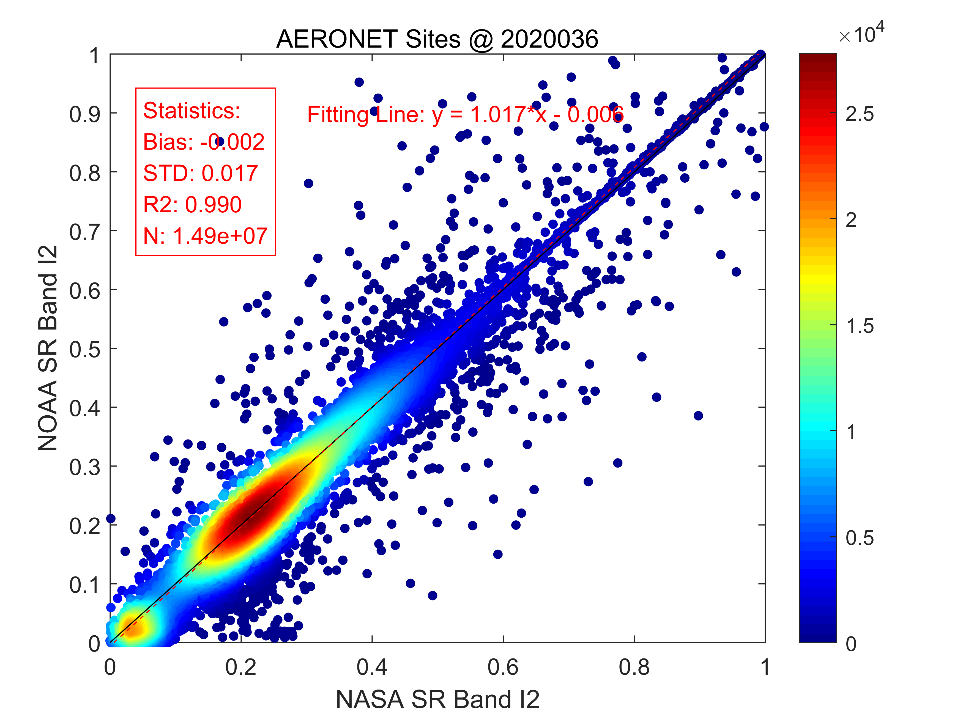 AERONET Sites @ 2020036
×10⁴
Statistics:
Bias: -0.002
STD: 0.017
R2: 0.990
N: 1.49e+07
Fitting Line: y = 1.017*x - 0.006
NOAA SR Band I2
1
0.9
0.8
0.7
0.6
0.5
0.4
0.3
0.2
0.1
0
0
0.2
0.4
0.6
0.8
1
NASA SR Band I2
2.5
2
1.5
1
0.5
0